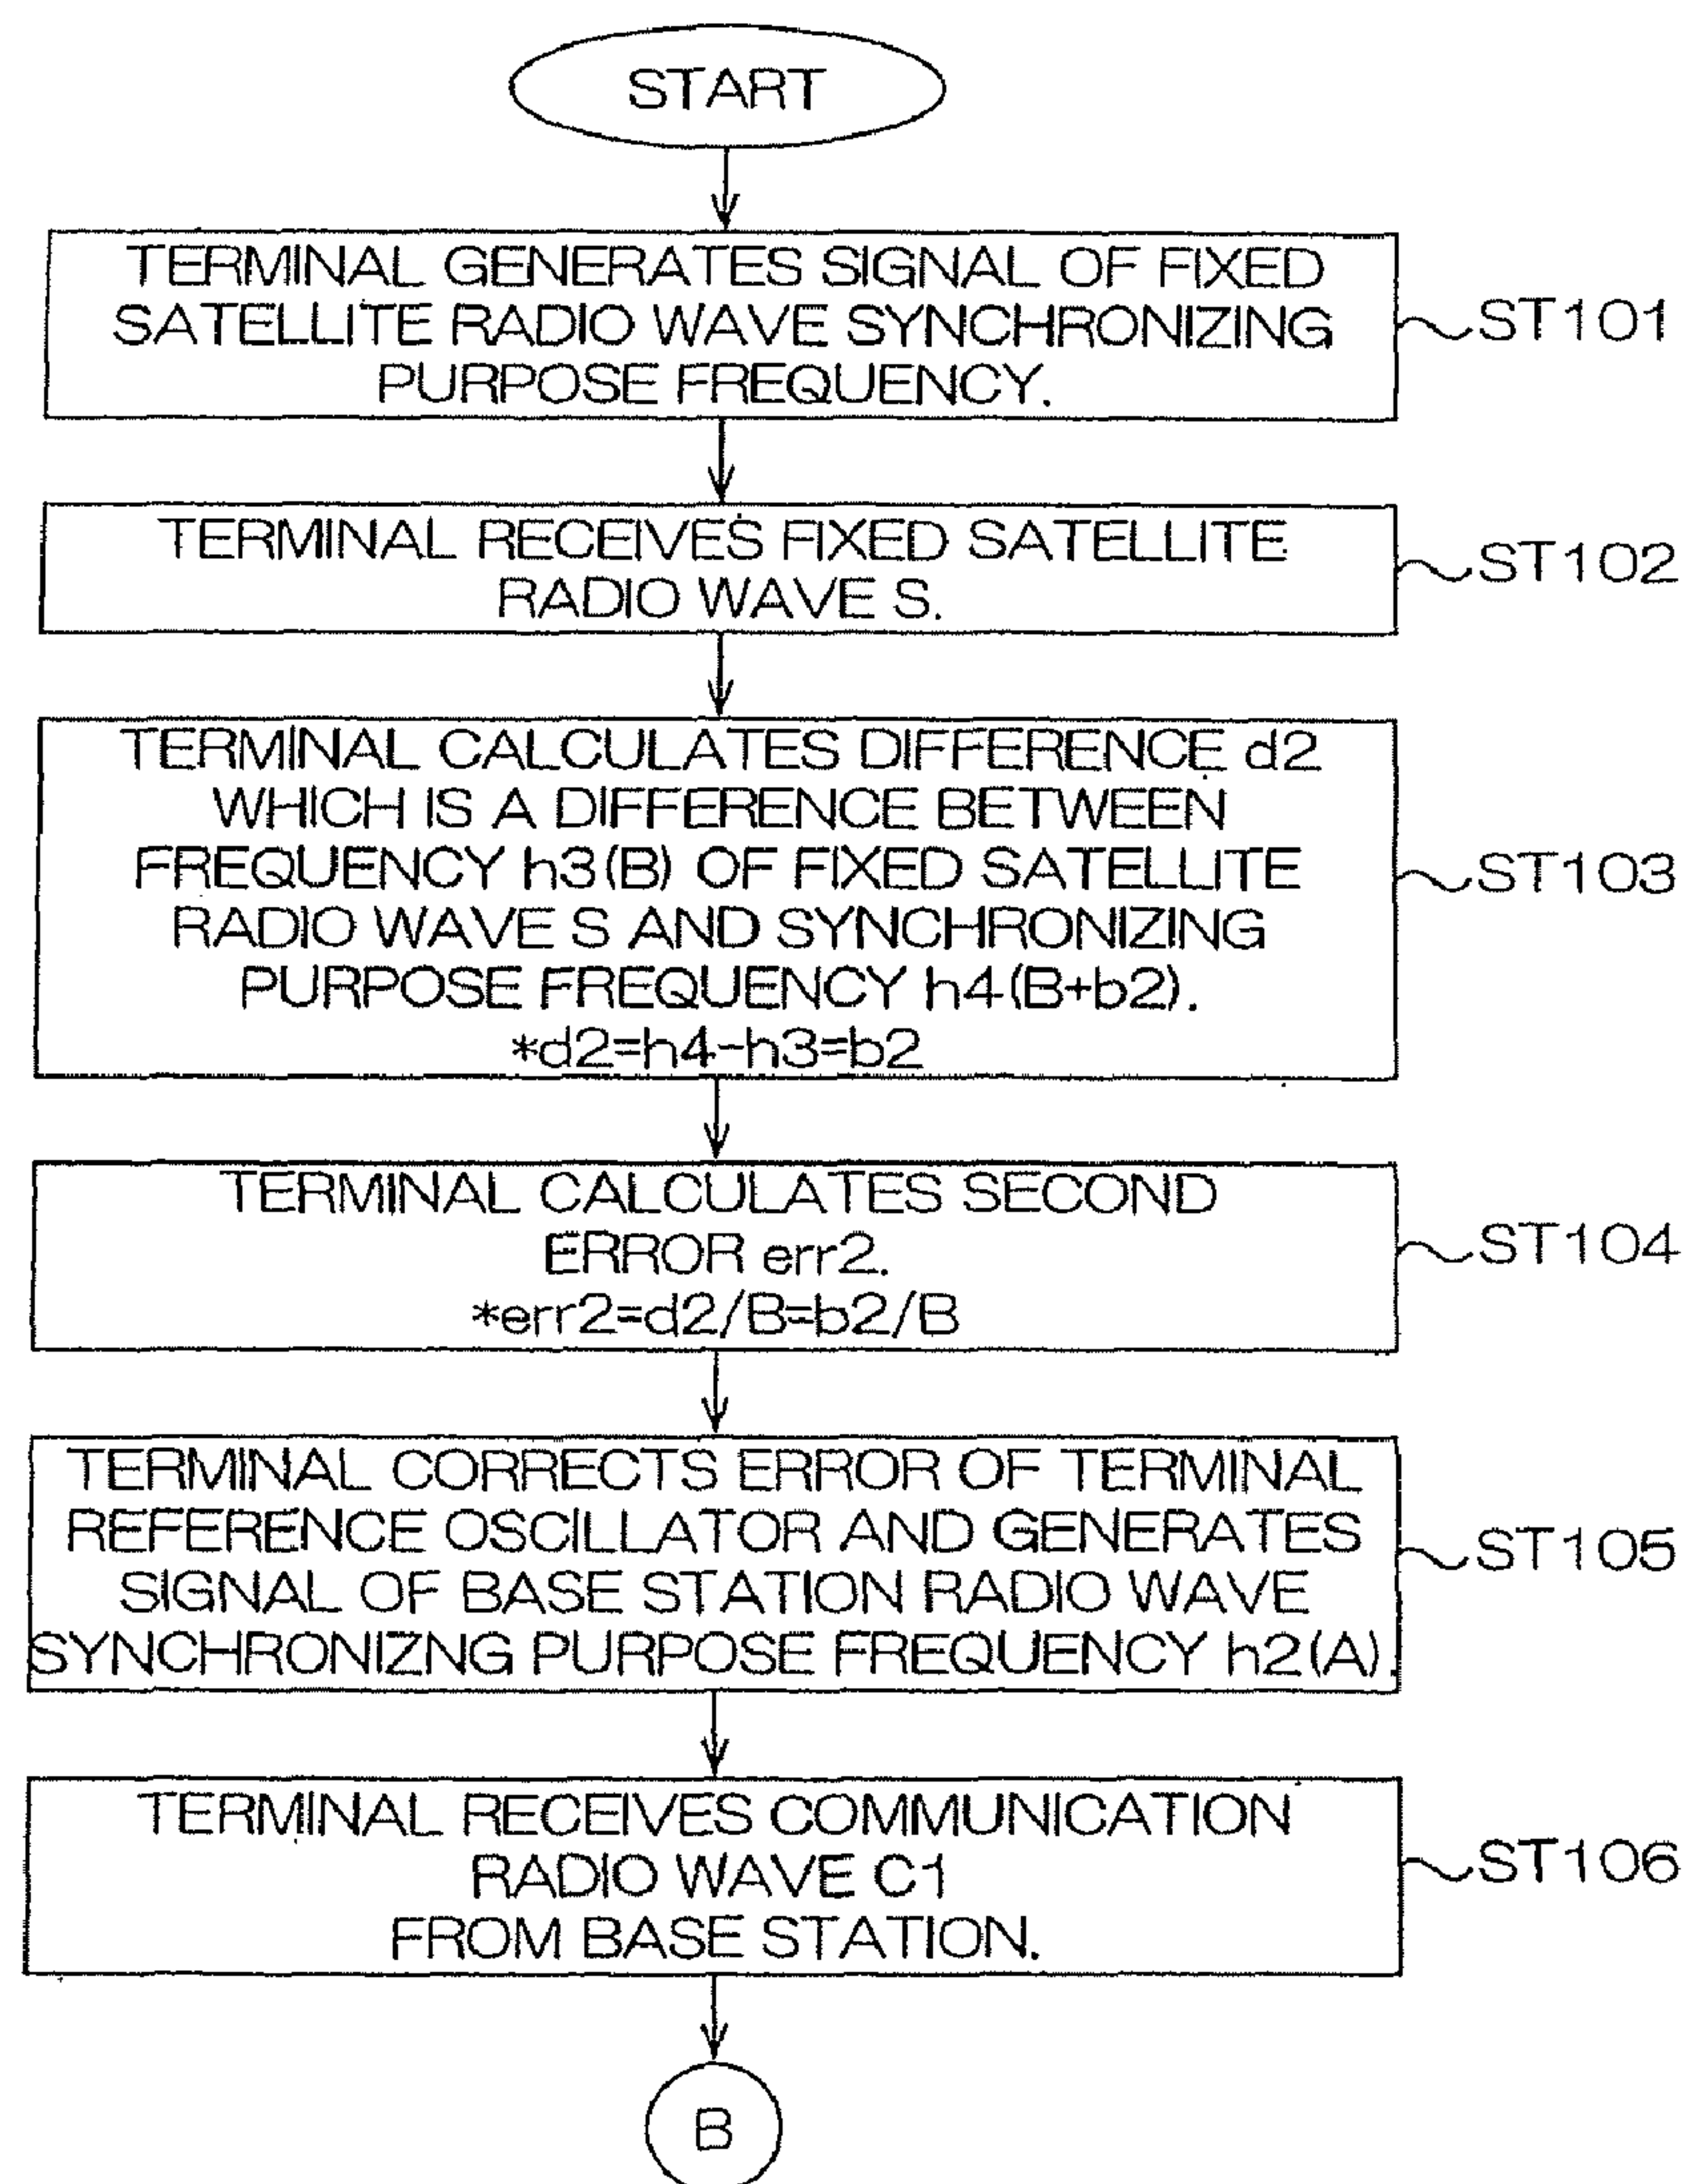 START
TERMINAL GENERATES SIGNAL OF FIXED
SATELLITE RADIO WAVE SYNCHRONIZING
PURPOSE FREQUENCY.
ST101
TERMINAL RECEIVES FIXED SATELLITE
RADIO WAVE S.
ST102
TERMINAL CALCULATES DIFFERENCE d2
WHICH IS A DIFFERENCE BETWEEN
FREQUENCY h3(B) OF FIXED SATELLITE
RADIO WAVE S AND SYNCHRONIZING
PURPOSE FREQUENCY h4(B+b2).
*d2=h4-h3=b2
ST103
TERMINAL CALCULATES SECOND
ERROR err2.
*err2=d2/B=b2/B
ST104
TERMINAL CORRECTS ERROR OF TERMINAL
REFERENCE OSCILLATOR AND GENERATES
SIGNAL OF BASE STATION RADIO WAVE
SYNCHRONIZNG PURPOSE FREQUENCY h2(A).
ST105
TERMINAL RECEIVES COMMUNICATION
RADIO WAVE C1
FROM BASE STATION.
ST106
B